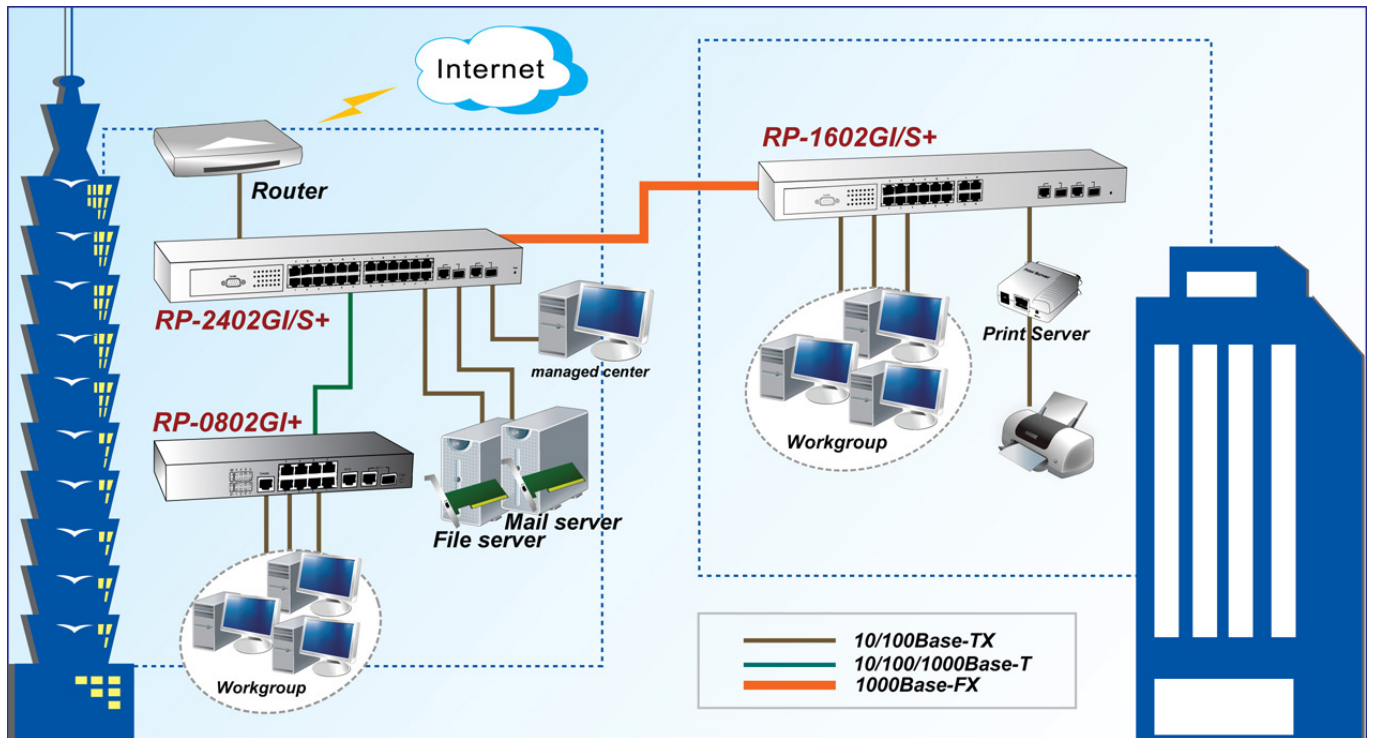 Internet
RP-1602GI/S+
Router
RP-2402GI/S+
Print Server
managed center
RP-0802GI+
Workgroup
Mail server
File server
10/100Base-TX
10/100/1000Base-T
1000Base-FX
Workgroup